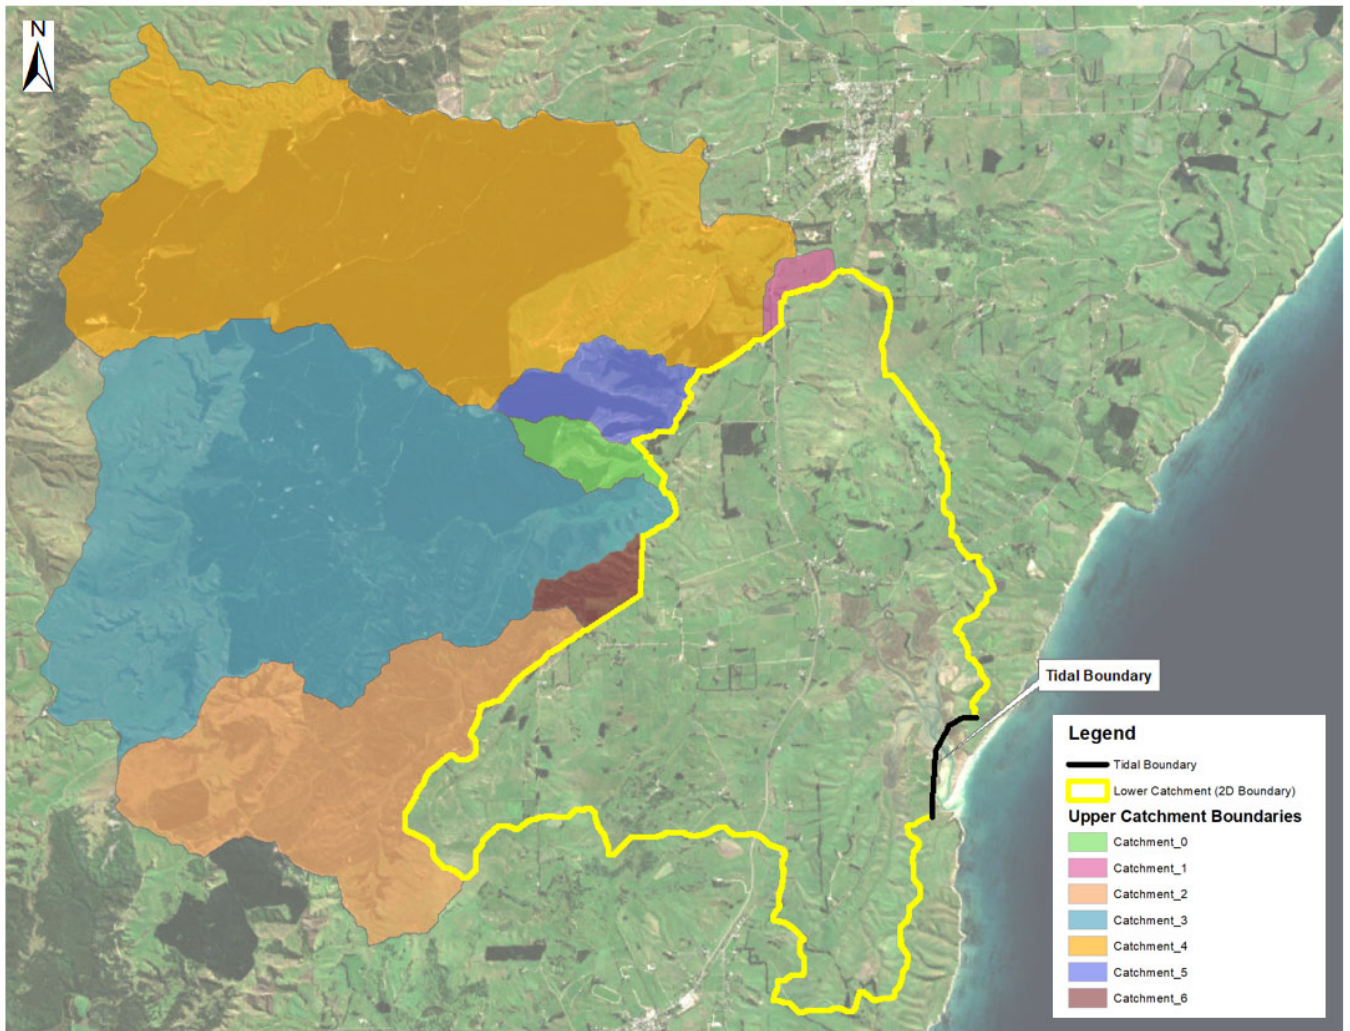 N
Tidal Boundary
Legend
Tidal Boundary
Lower Catchment (2D Boundary)
Upper Catchment Boundaries
Catchment_0
Catchment_1
Catchment_2
Catchment_3
Catchment_4
Catchment_5
Catchment_6